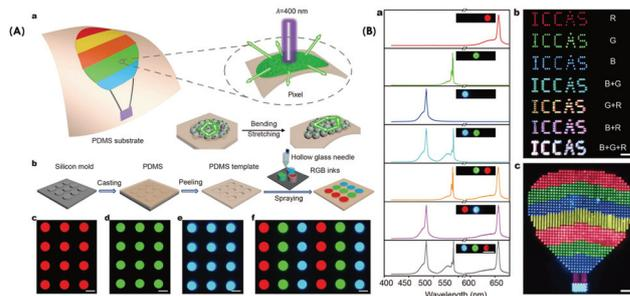 (A)
a
λ=400 nm
Pixel
PDMS substrate
Bending
Stretching
b
Silicon mold
PDMS
PDMS template
Hollow glass needle
RGB inks
Casting
Peeling
Spraying
c
d
e
f
(B)
a
400 450 500 550 600 650
Wavelength (nm)
b
ICCAS R
ICCAS G
ICCAS B
ICCAS B+G
ICCAS G+R
ICCAS B+R
ICCAS B+G+R
c